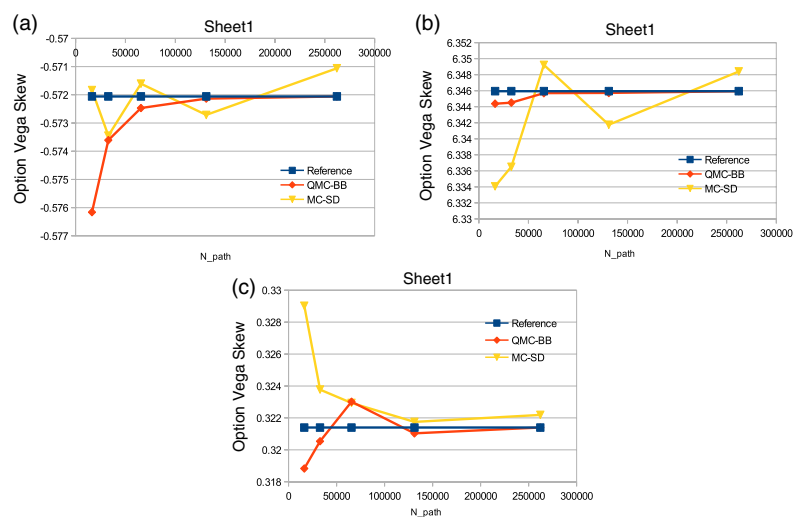 (a)
Sheet1
-0.57
0 50000 100000 150000 200000 250000 300000
-0.571
-0.572
-0.573
-0.574
-0.575
-0.576
-0.577
Option Vega Skew
Reference
QMC-BB
MC-SD
N_path
(b)
Sheet1
6.352
6.35
6.348
6.346
6.344
6.342
6.34
6.338
6.336
6.334
6.332
6.33
Option Vega Skew
Reference
QMC-BB
MC-SD
0 50000 100000 150000 200000 250000 300000
N_path
(c)
Sheet1
0.33
0.328
0.326
0.324
0.322
0.32
0.318
Option Vega Skew
Reference
QMC-BB
MC-SD
0 50000 100000 150000 200000 250000 300000
N_path